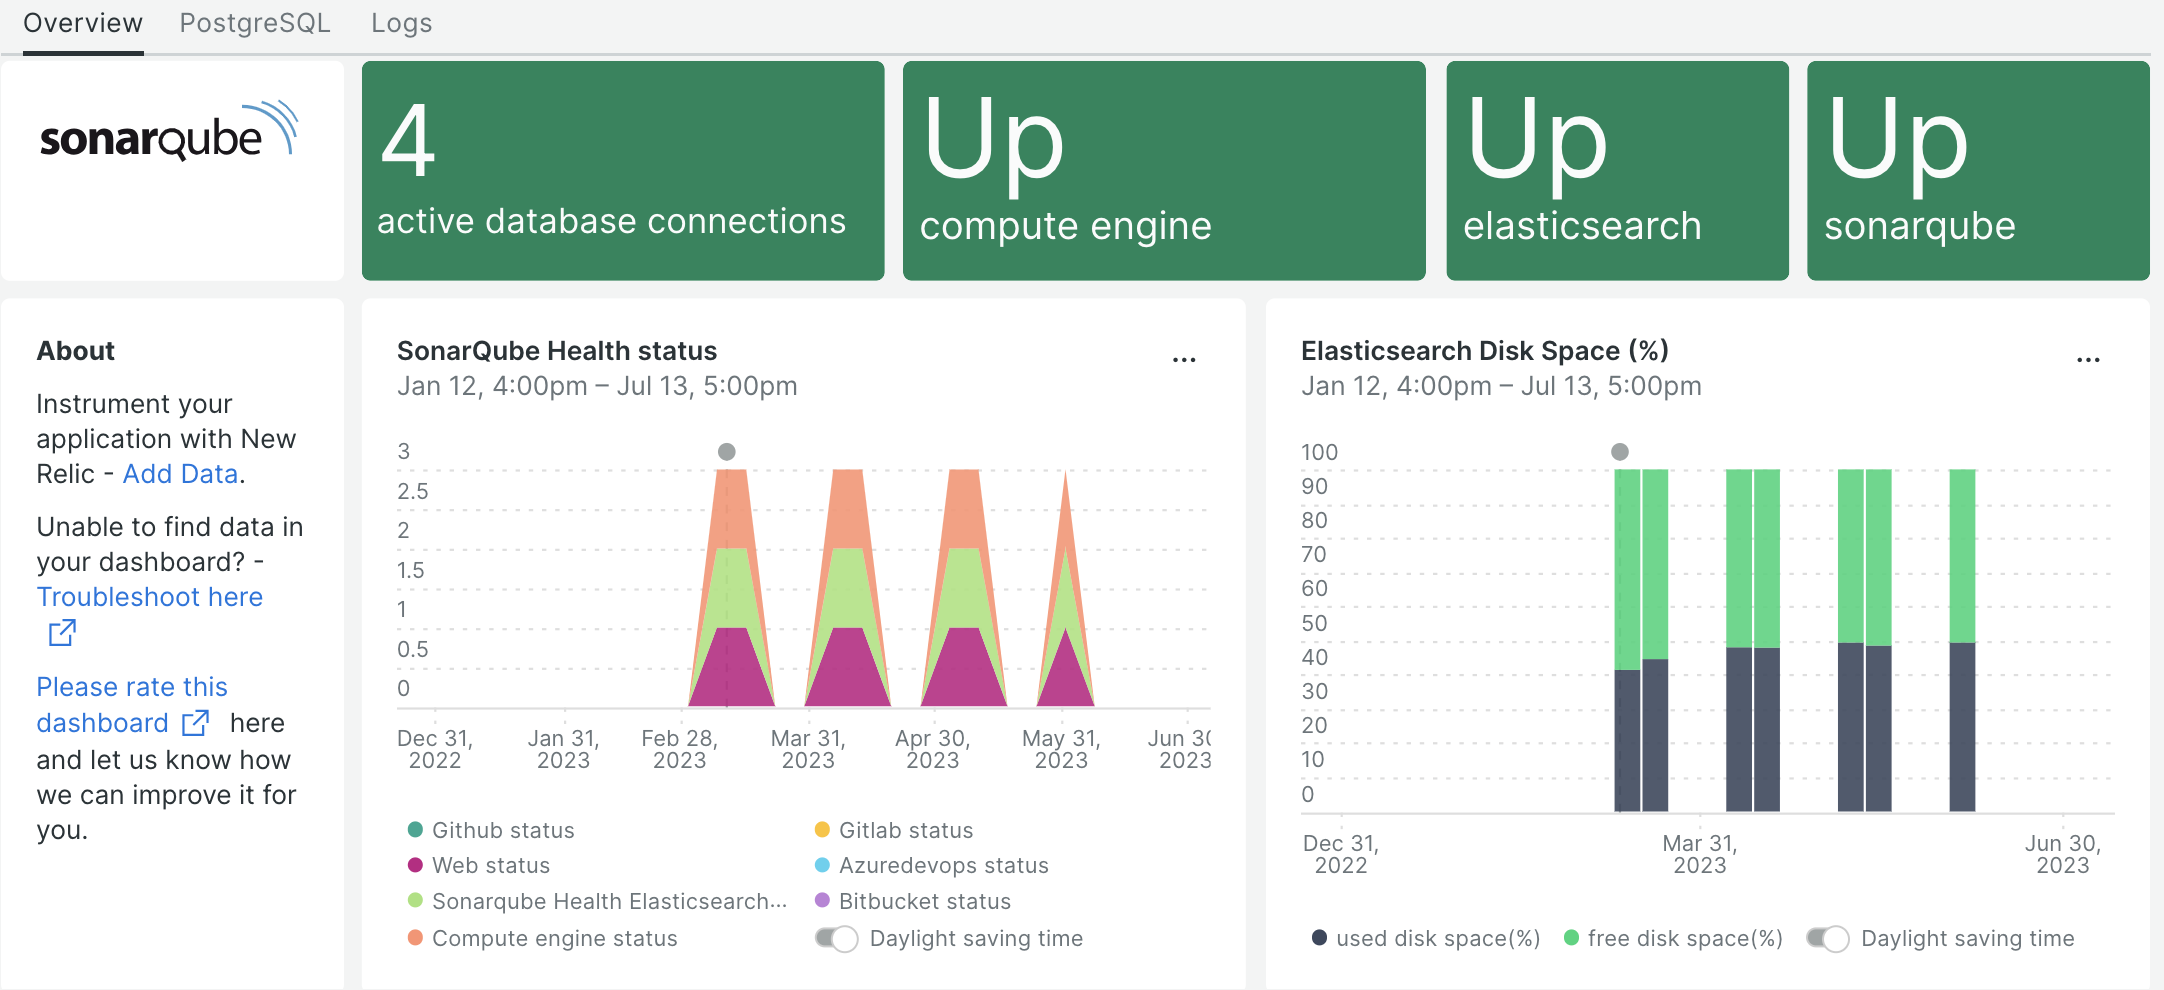 Overview PostgreSQL Logs
sonarqube
4
active database connections
Up
compute engine
Up
elasticsearch
Up
sonarqube
About
Instrument your
application with New
Relic - Add Data.
Unable to find data in
your dashboard? -
Troubleshoot here
Please rate this
dashboard here
and let us know how
we can improve it for
you.
SonarQube Health status
...
Jan 12, 4:00pm – Jul 13, 5:00pm
3
2.5
2
1.5
1
0.5
0
Dec 31, 2022
Jan 31, 2023
Feb 28, 2023
Mar 31, 2023
Apr 30, 2023
May 31, 2023
Jun 30 2023
Github status
Web status
Sonarqube Health Elasticsearch...
Compute engine status
Gitlab status
Azuredevops status
Bitbucket status
Daylight saving time
Elasticsearch Disk Space (%)
...
Jan 12, 4:00pm – Jul 13, 5:00pm
100
90
80
70
60
50
40
30
20
10
0
Dec 31, 2022
Mar 31, 2023
Jun 30, 2023
used disk space(%) free disk space(%) Daylight saving time